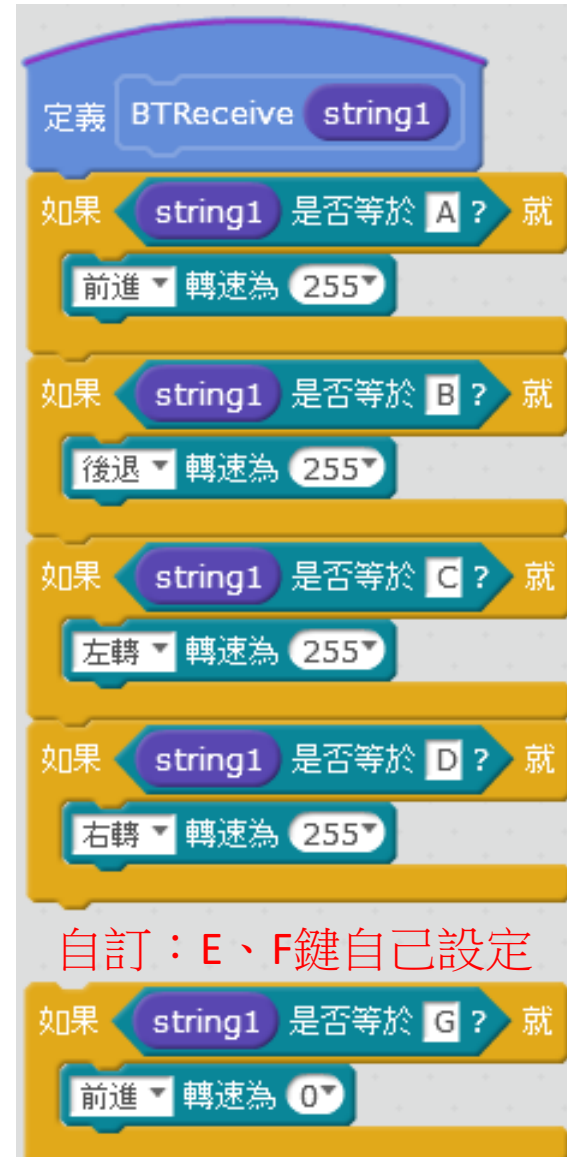 定義 BTReceive string1
如果 string1 是否等於 A ? 就
前進 轉速為 255
如果 string1 是否等於 B ? 就
後退 轉速為 255
如果 string1 是否等於 C ? 就
左轉 轉速為 255
如果 string1 是否等於 D ? 就
右轉 轉速為 255
自訂：E、F鍵自己設定
如果 string1 是否等於 G ? 就
前進 轉速為 0